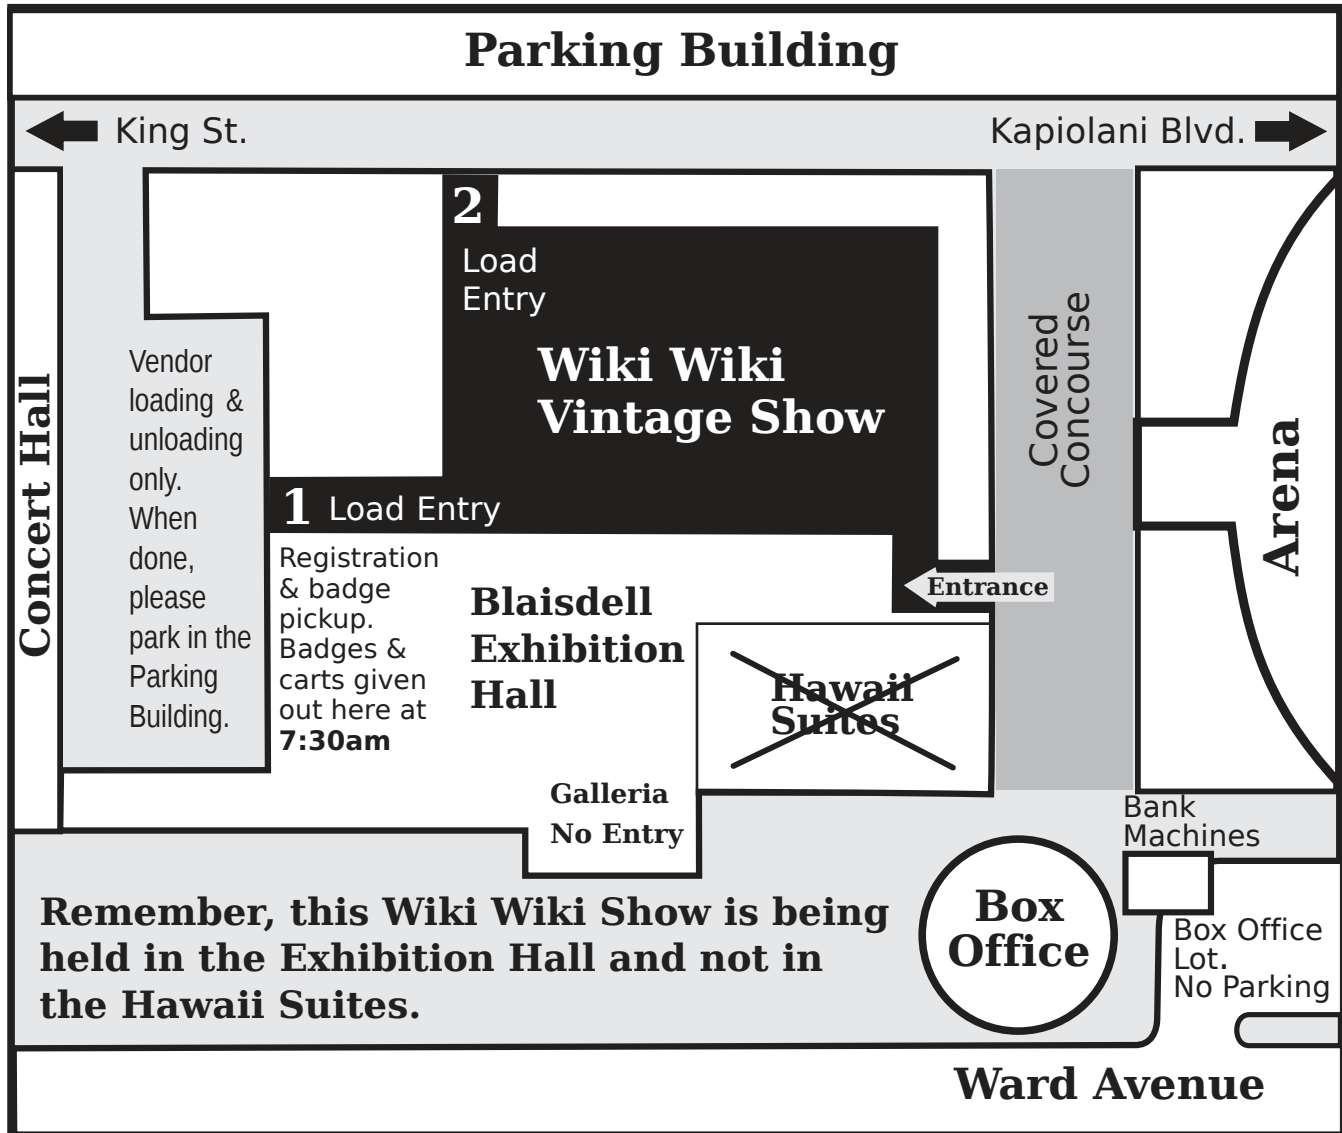 Parking Building
King St.
Kapiolani Blvd.
2
Load
Entry
Wiki Wiki
Vintage Show
Covered
Concourse
Concert Hall
Vendor
loading &
unloading
only.
When
done,
please
park in the
Parking
Building.
1 Load Entry
Registration
& badge
pickup.
Badges &
carts given
out here at
7:30am
Blaisdell
Exhibition
Hall
Entrance
Hawaii
Suites
Arena
Galleria
No Entry
Bank
Machines
Box
Office
Box Office
Lot.
No Parking
Remember, this Wiki Wiki Show is being
held in the Exhibition Hall and not in
the Hawaii Suites.
Ward Avenue